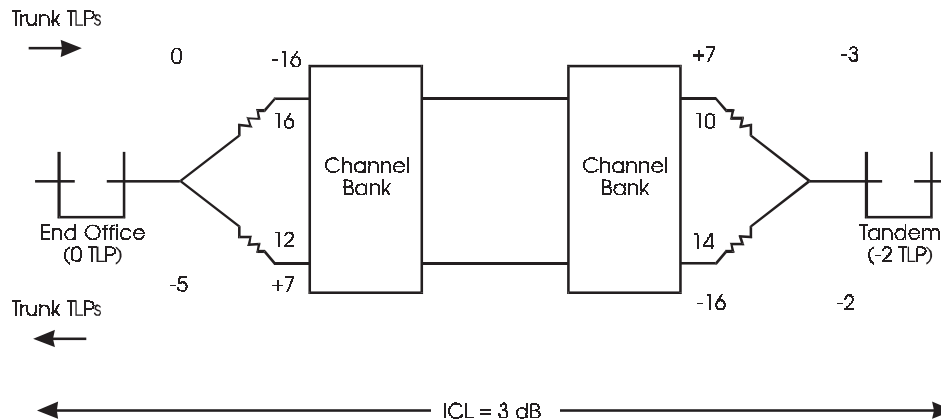 Trunk TLPs
0
-16
+7
-3
16
10
Channel
Bank
Channel
Bank
End Office
(0 TLP)
12
14
Tandem
(-2 TLP)
-5
+7
-16
-2
Trunk TLPs
ICL = 3 dB